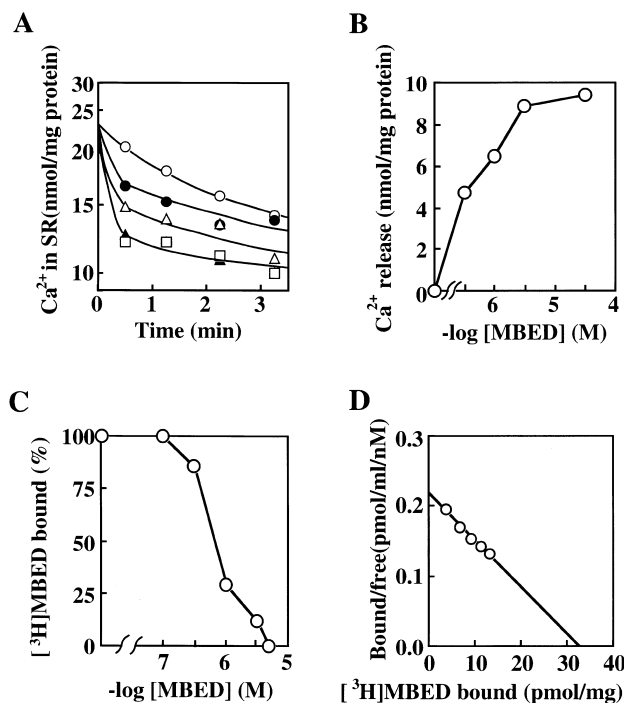 A
30
25
20
15
10
0 1 2 3
Ca2+ in SR(nmol/mg protein)
Time (min)
B
10
8
6
4
2
0
6 5 4
Ca2+ release (nmol/mg protein)
-log [MBED] (M)
C
100
75
50
25
0
7 6 5
[3H]MBED bound (%)
-log [MBED] (M)
D
0.3
0.2
0.1
0.0
0 10 20 30 40
Bound/free(pmol/ml/nM)
[3H]MBED bound (pmol/mg)